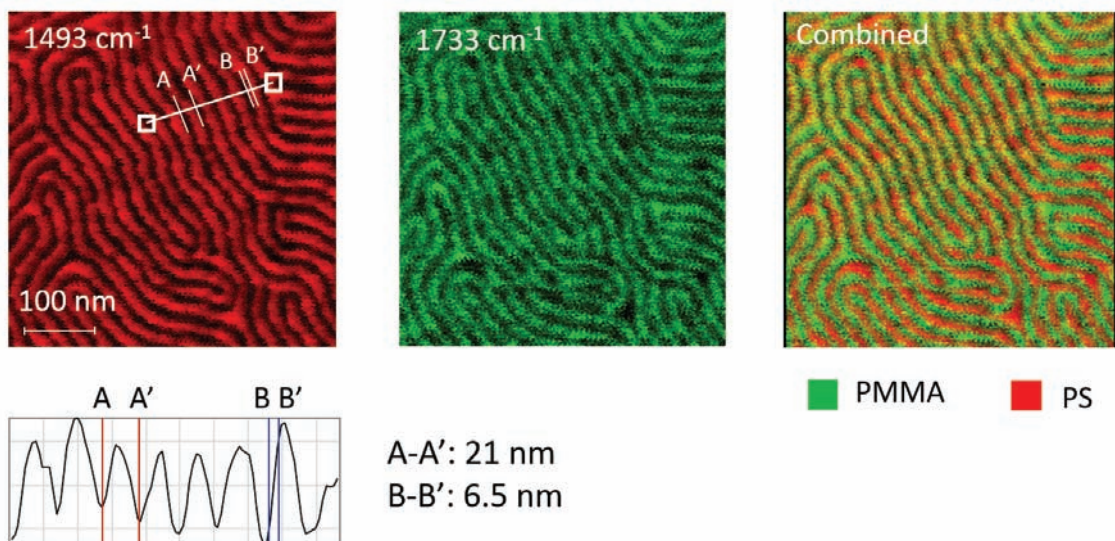 1493 cm⁻¹
A A' B B'
100 nm
1733 cm⁻¹
Combined
PMMA PS
A A' B B'
A-A': 21 nm
B-B': 6.5 nm